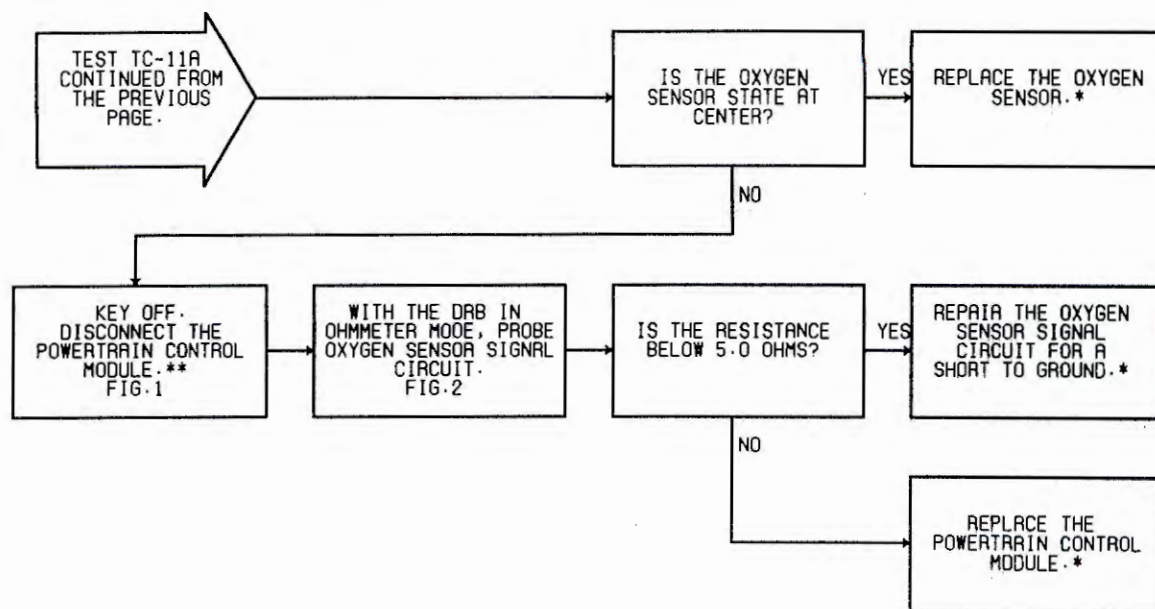 TEST TC-11A
CONTINUED FROM
THE PREVIOUS
PAGE.
IS THE OXYGEN
SENSOR STATE AT
CENTER?
YES
REPLACE THE OXYGEN
SENSOR.*
NO
KEY OFF.
DISCONNECT THE
POWERTRAIN CONTROL
MODULE.**
FIG.1
WITH THE DRB IN
OHMMETER MODE, PROBE
OXYGEN SENSOR SIGNAL
CIRCUIT.
FIG.2
IS THE RESISTANCE
BELOW 5.0 OHMS?
YES
REPAIR THE OXYGEN
SENSOR SIGNAL
CIRCUIT FOR A
SHORT TO GROUND.*
NO
REPLACE THE
POWERTRAIN CONTROL
MODULE.*